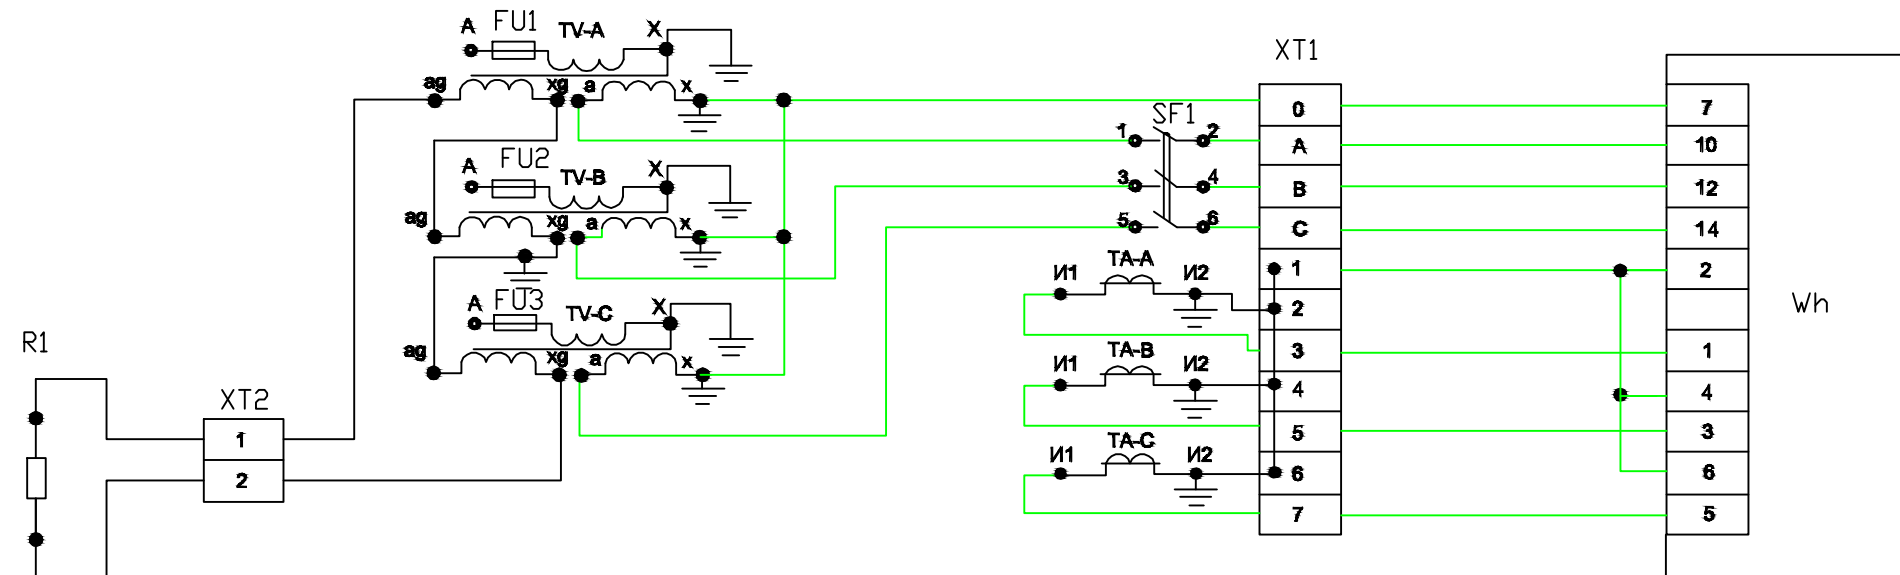 A FU1 TV-A X
ag xg a x
A FU2 TV-B X
ag xg a x
A FU3 TV-C X
ag xg a x
R1
XT2
1
2
SF1
1 2
3 4
5 6
И1 TA-A И2
И1 TA-B И2
И1 TA-C И2
XT1
0
A
B
C
1
2
3
4
5
6
7
7
10
12
14
2
1
4
3
6
5
Wh